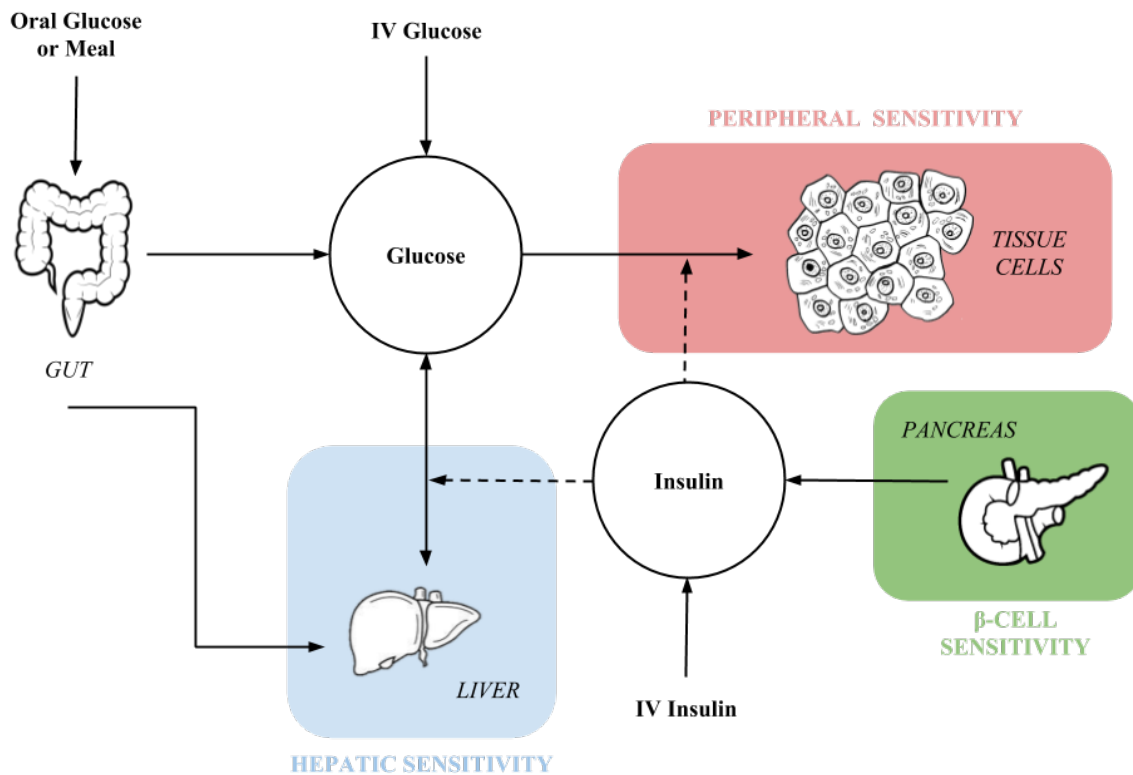 Oral Glucose
or Meal
IV Glucose
PERIPHERAL SENSITIVITY
Glucose
TISSUE
CELLS
GUT
PANCREAS
Insulin
β-CELL
SENSITIVITY
LIVER
IV Insulin
HEPATIC SENSITIVITY